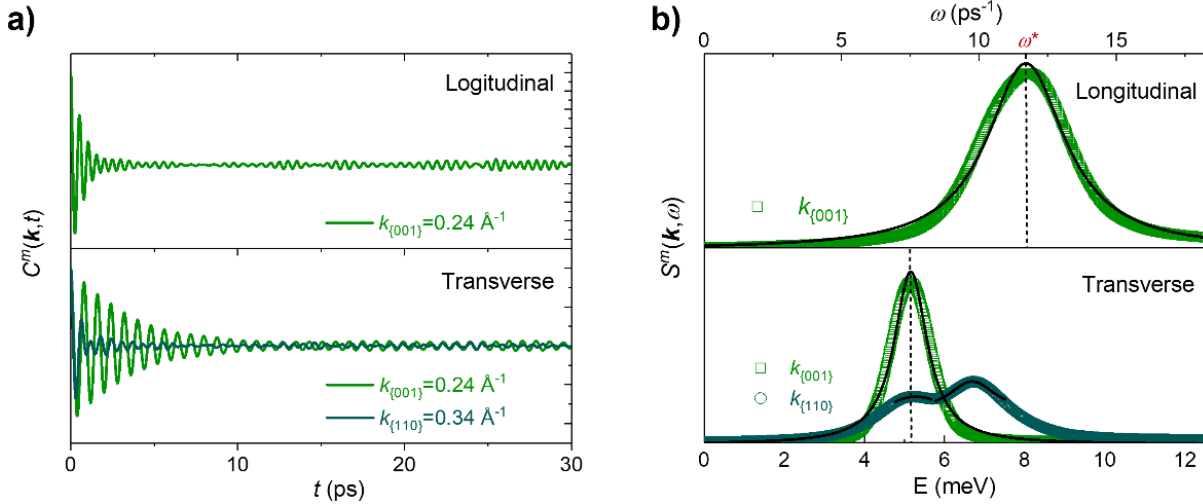 a)
Logitudinal
k{001}=0.24 Å-1
Transverse
k{001}=0.24 Å-1
k{110}=0.34 Å-1
Cm(k,t)
0 10 20 30
t (ps)
b)
ω (ps-1)
0 5 10 ω* 15
Longitudinal
k{001}
Transverse
k{001}
k{110}
Sm(k,ω)
0 2 4 6 8 10 12
E (meV)